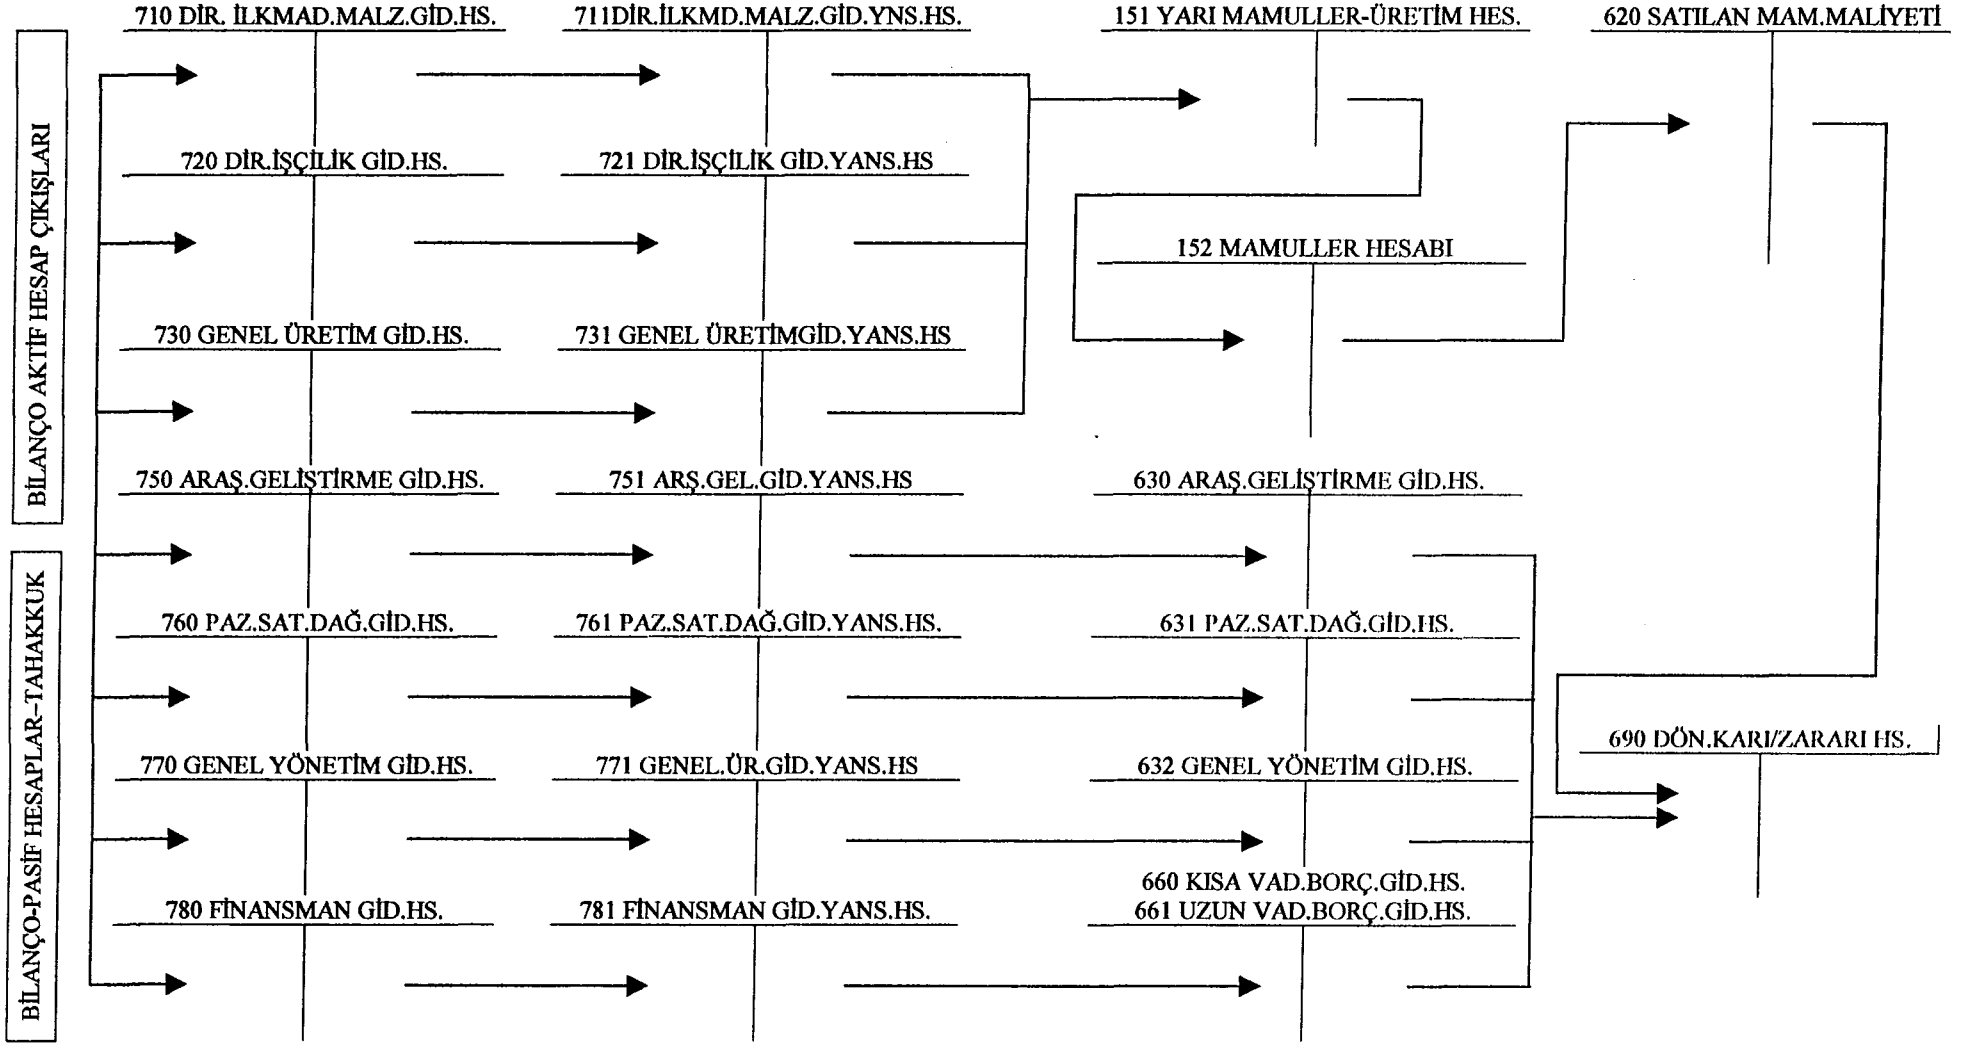 710 DİR. İLKMAD.MALZ.GİD.HS.
711DİR.İLKMD.MALZ.GİD.YNS.HS.
151 YARI MAMULLER-ÜRETİM HES.
620 SATILAN MAM.MALİYETİ
BİLANÇO AKTİF HESAP ÇIKIŞLARI
720 DİR.İŞÇİLİK GİD.HS.
721 DİR.İŞÇİLİK GİD.YANS.HS
152 MAMULLER HESABI
730 GENEL ÜRETİM GİD.HS.
731 GENEL ÜRETİMGİD.YANS.HS
750 ARAŞ.GELİŞTİRME GİD.HS.
751 ARŞ.GEL.GİD.YANS.HS
630 ARAŞ.GELİŞTİRME GİD.HS.
BİLANÇO-PASİF HESAPLAR–TAHAKKUK
760 PAZ.SAT.DAĞ.GİD.HS.
761 PAZ.SAT.DAĞ.GİD.YANS.HS.
631 PAZ.SAT.DAĞ.GİD.HS.
690 DÖN.KARI/ZARARI HS.
770 GENEL YÖNETİM GİD.HS.
771 GENEL.ÜR.GİD.YANS.HS
632 GENEL YÖNETİM GİD.HS.
780 FİNANSMAN GİD.HS.
781 FİNANSMAN GİD.YANS.HS.
660 KISA VAD.BORÇ.GİD.HS.
661 UZUN VAD.BORÇ.GİD.HS.